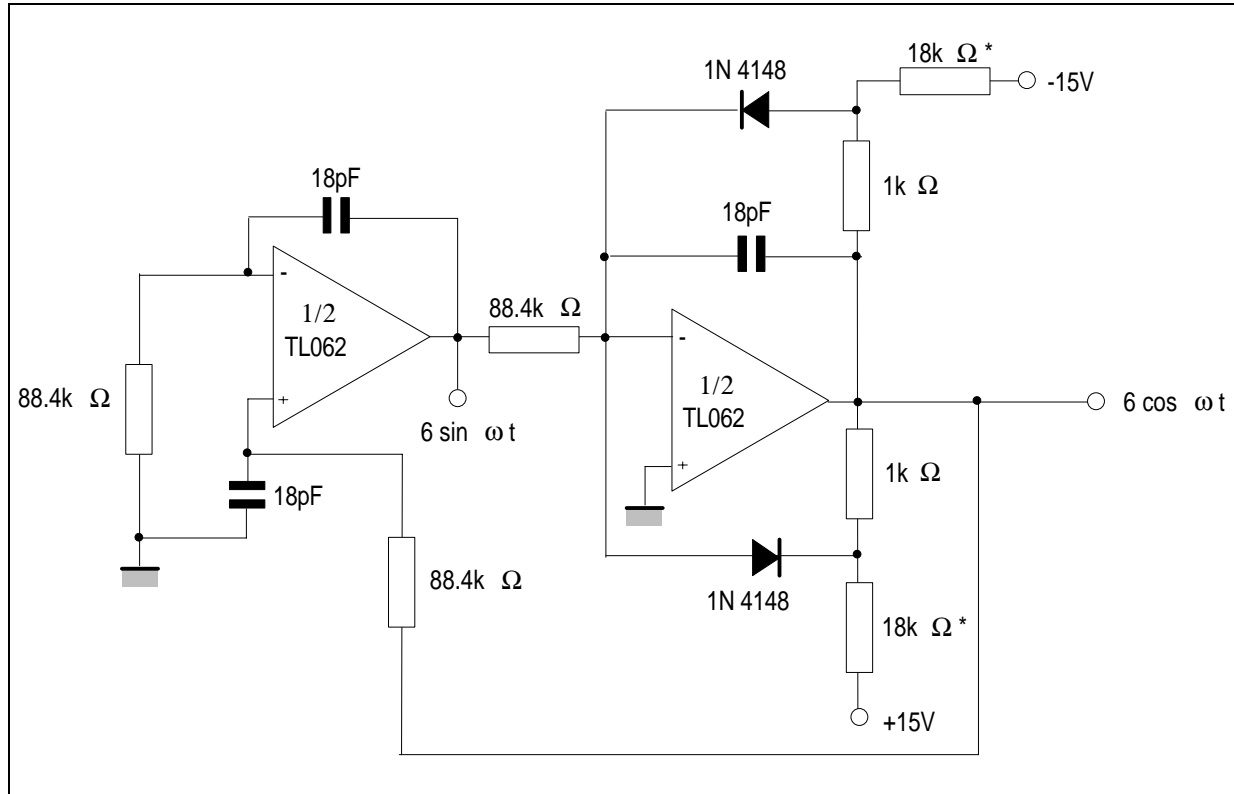 18k Ω *
1N 4148
-15V
18pF
1k Ω
18pF
-
88.4k Ω
1/2
TL062
-
88.4k Ω
1/2
TL062
+
6 sin ω t
6 cos ω t
+
1k Ω
18pF
88.4k Ω
1N 4148
18k Ω *
+15V